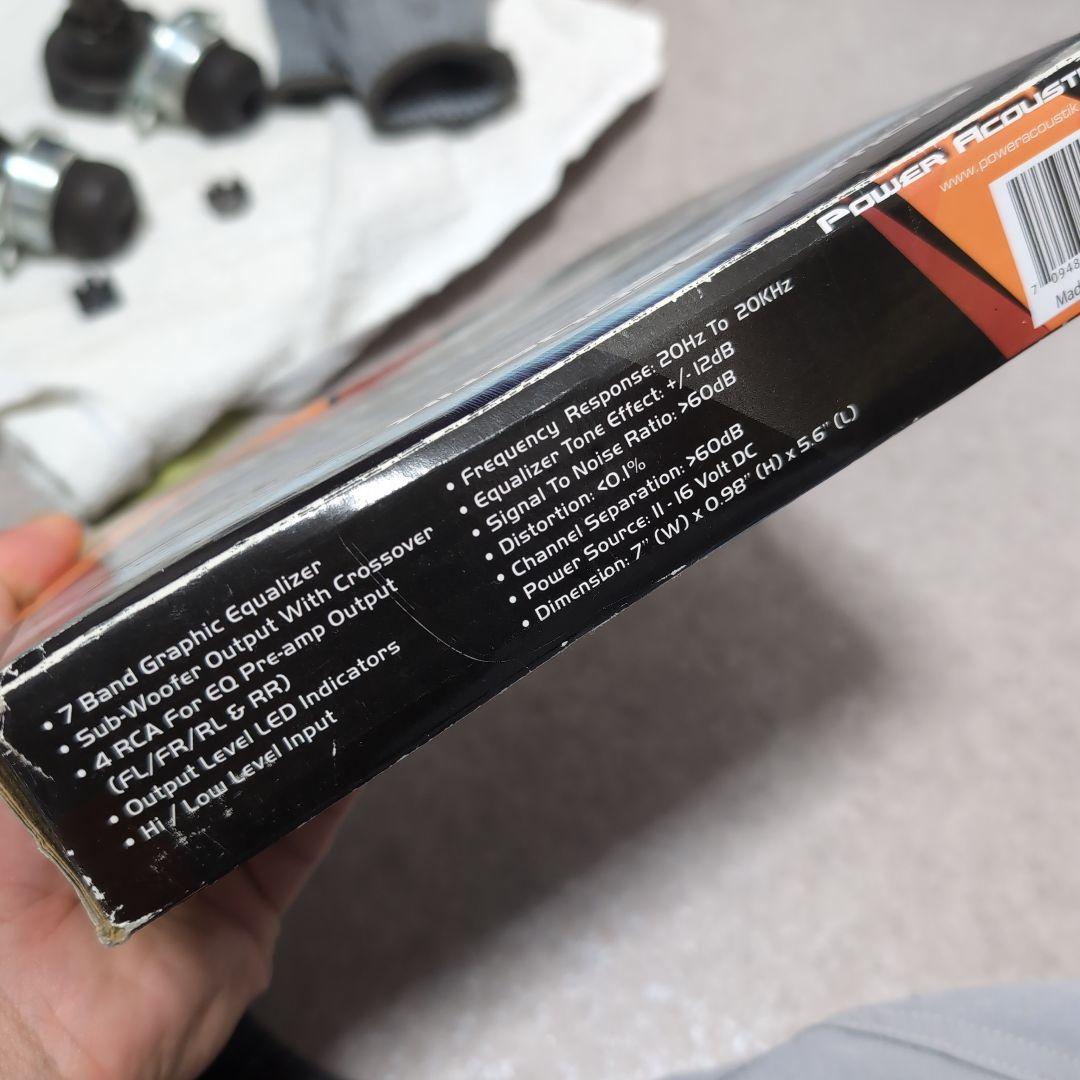 Power Acoustik
www.poweracoustik
7 0948
Mad
• 7 Band Graphic Equalizer
• Sub-Woofer Output With Crossover
• 4 RCA For EQ Pre-amp Output
(FL/FR/RL & RR)
• Output Level LED Indicators
• Hi / Low Level Input
• Frequency Response: 20Hz To 20KHz
• Equalizer Tone Effect: +/- 12dB
• Signal To Noise Ratio: >60dB
• Distortion: <0.1%
• Channel Separation: >60dB
• Power Source: 11 - 16 Volt DC
• Dimension: 7" (W) x 0.98" (H) x 5.6" (L)